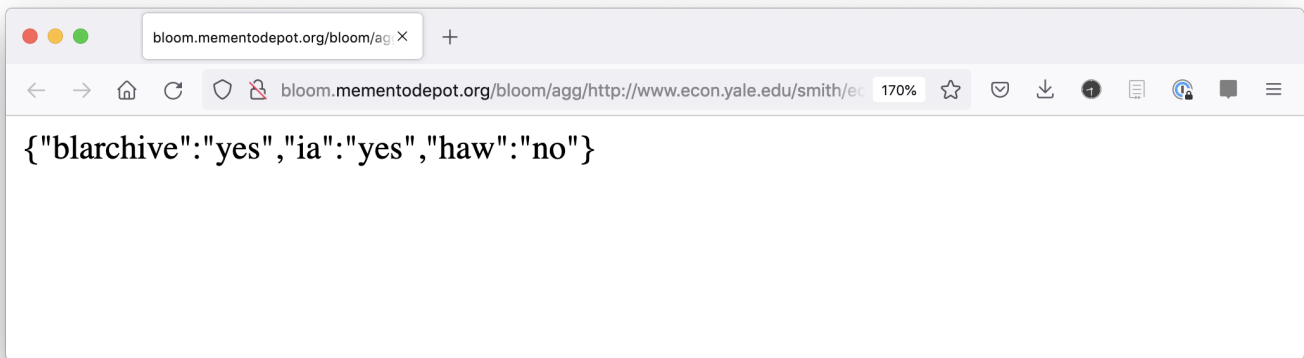 bloom.mementodepot.org/bloom/ag
bloom.mementodepot.org/bloom/agg/http://www.econ.yale.edu/smith/ec 170%
{"blarchive":"yes","ia":"yes","haw":"no"}